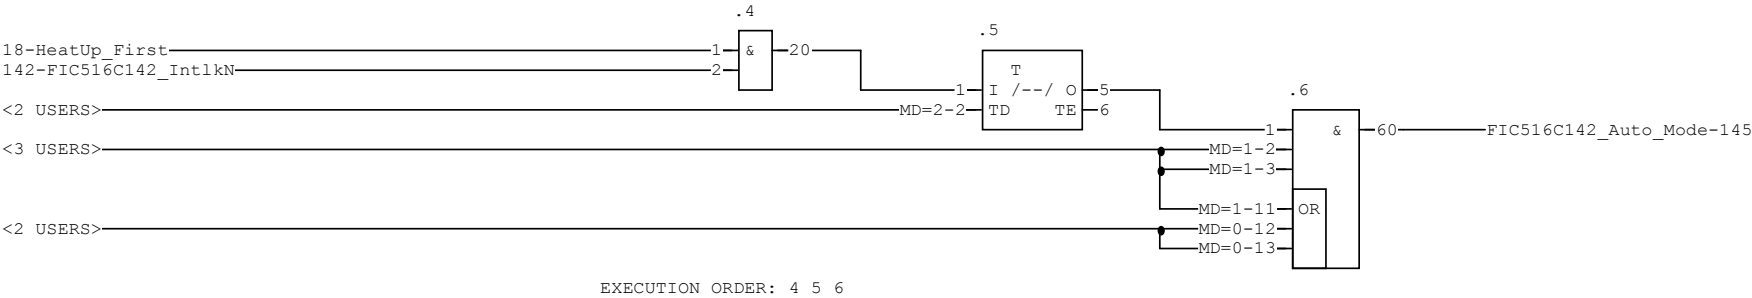 .4
.5
18-HeatUp_First 1 & 20
142-FIC516C142_IntlkN 2
T
1 I /--/ O 5
.6
<2 USERS> MD=2-2 TD TE 6
1 & 60 FIC516C142_Auto_Mode-145
<3 USERS> MD=1-2
MD=1-3
MD=1-11 OR
<2 USERS> MD=0-12
MD=0-13
EXECUTION ORDER: 4 5 6